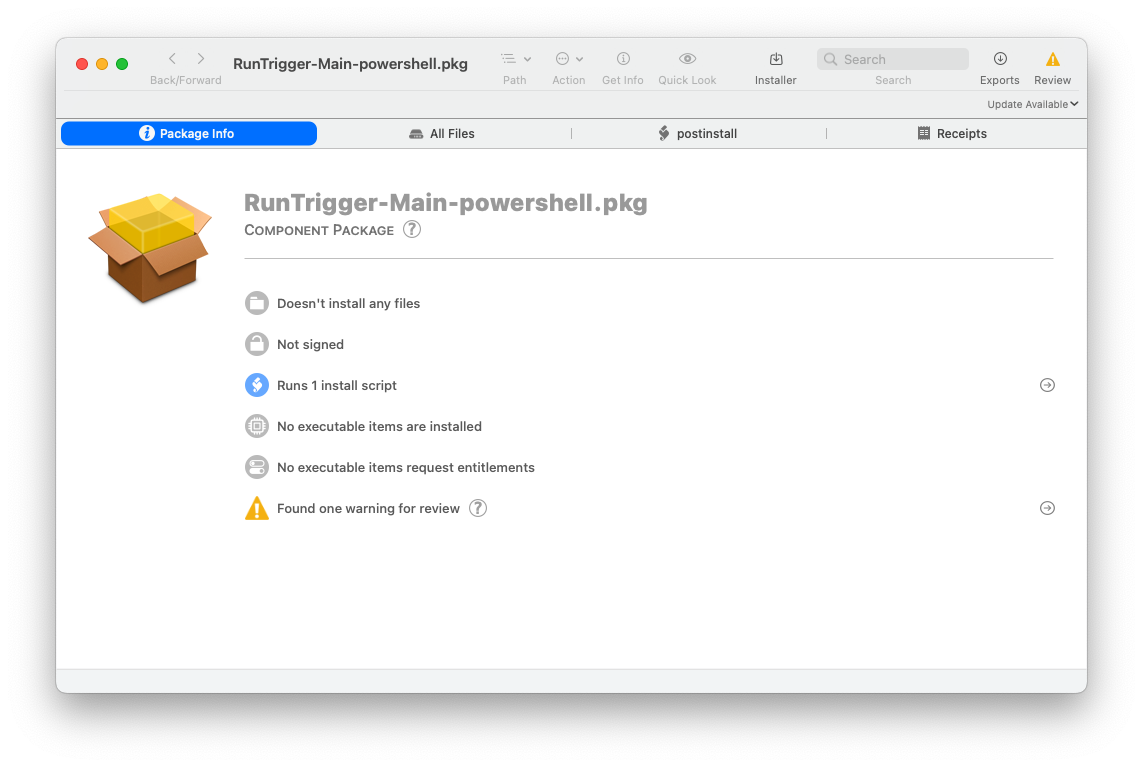 RunTrigger-Main-powershell.pkg
Back/Forward
Path
Action
Get Info
Quick Look
Installer
Search
Search
Exports
Review
Update Available
Package Info
All Files
postinstall
Receipts
RunTrigger-Main-powershell.pkg
COMPONENT PACKAGE ?
Doesn't install any files
Not signed
Runs 1 install script
No executable items are installed
No executable items request entitlements
Found one warning for review ?